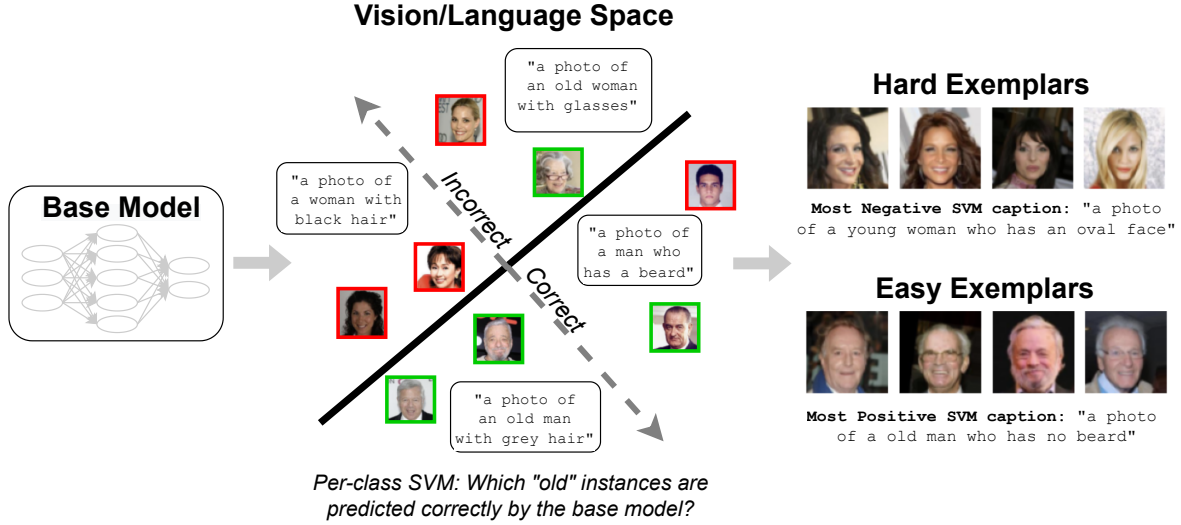 Vision/Language Space
Base Model
"a photo of
an old woman
with glasses"
"a photo of
a woman with
black hair"
Incorrect
Correct
"a photo of
a man who
has a beard"
"a photo of
an old man
with grey hair"
Per-class SVM: Which "old" instances are
predicted correctly by the base model?
Hard Exemplars
Most Negative SVM caption: "a photo
of a young woman who has an oval face"
Easy Exemplars
Most Positive SVM caption: "a photo
of a old man who has no beard"